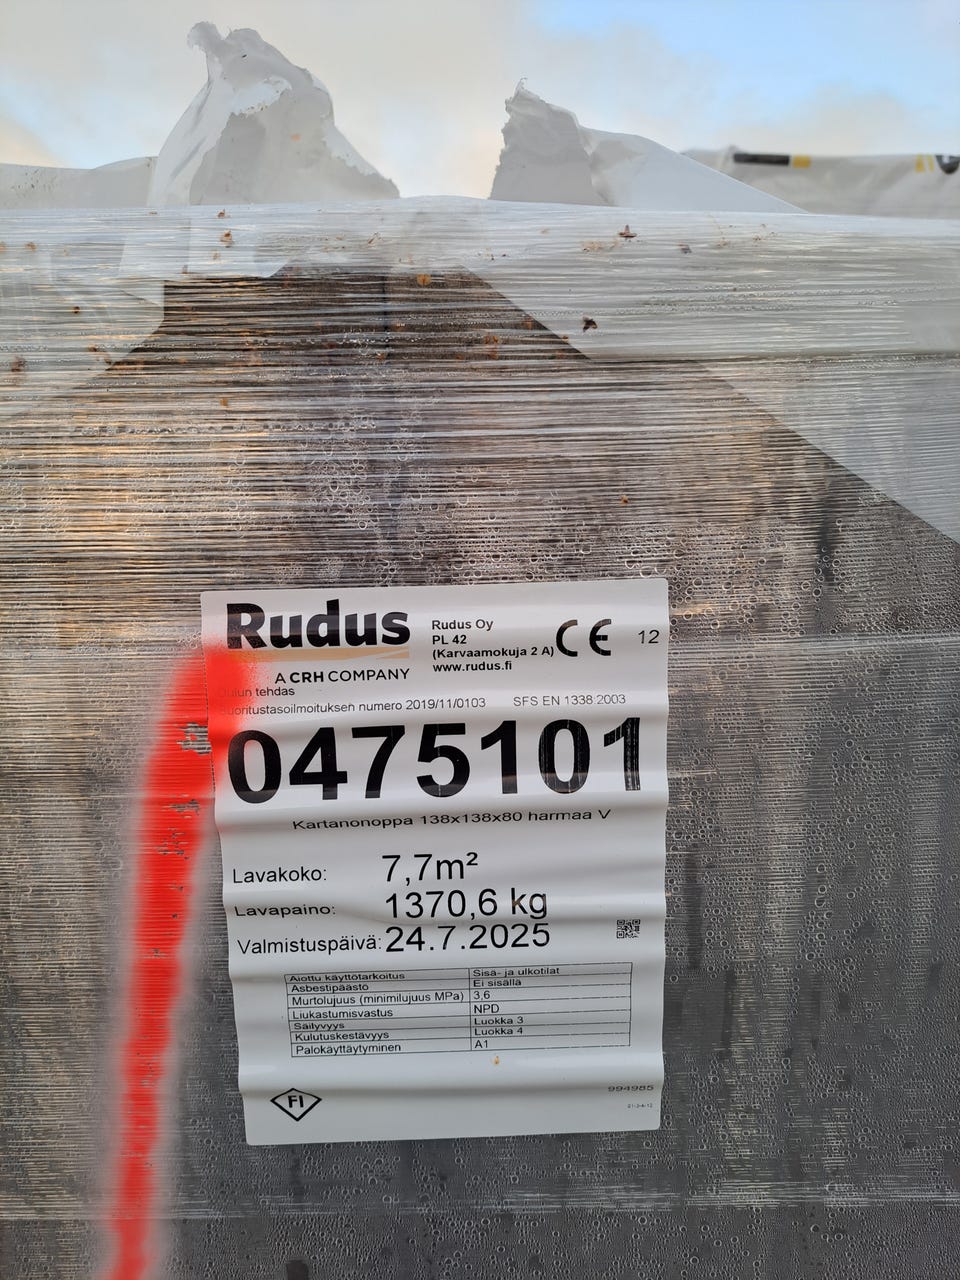 Rudus
A CRH COMPANY
Rudus Oy
PL 42
(Karvaamokuja 2 A)
www.rudus.fi
CE
12
Oulun tehdas
Suoritustasoilmoituksen numero 2019/11/0103 SFS EN 1338:2003
0475101
Kartanonoppa 138x138x80 harmaa V
Lavakoko: 7,7m²
Lavapaino: 1370,6 kg
Valmistuspäivä: 24.7.2025
Aiottu käyttötarkoitus Sisä- ja ulkotilat
Asbestipäästö Ei sisällä
Murtolujuus (minimilujuus MPa) 3,6
Liukastumisvastus NPD
Säilyvyys Luokka 3
Kulutuskestävyys Luokka 4
Palokäyttäytyminen A1
FI
994985